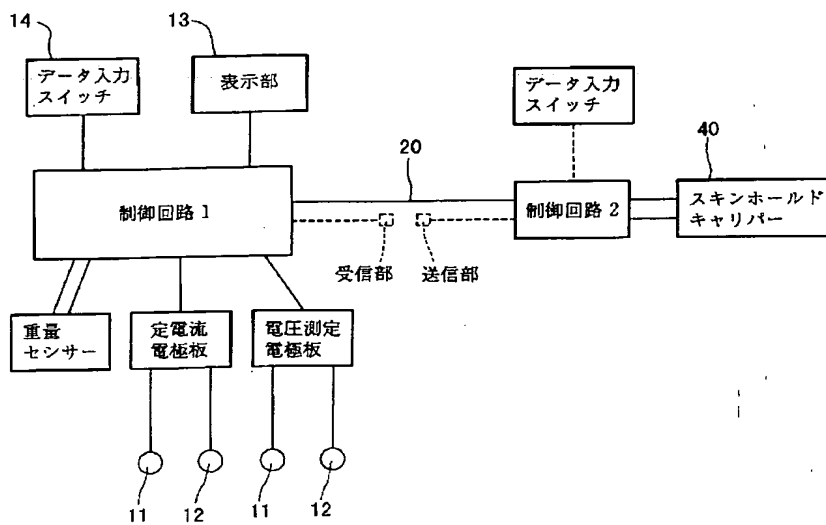 14
13
データ入力
スイッチ
表示部
データ入力
スイッチ
20
40
制御回路1
制御回路2
スキンホールド
キャリパー
受信部
送信部
重量
センサー
定電流
電極板
電圧測定
電極板
11
12
11
12